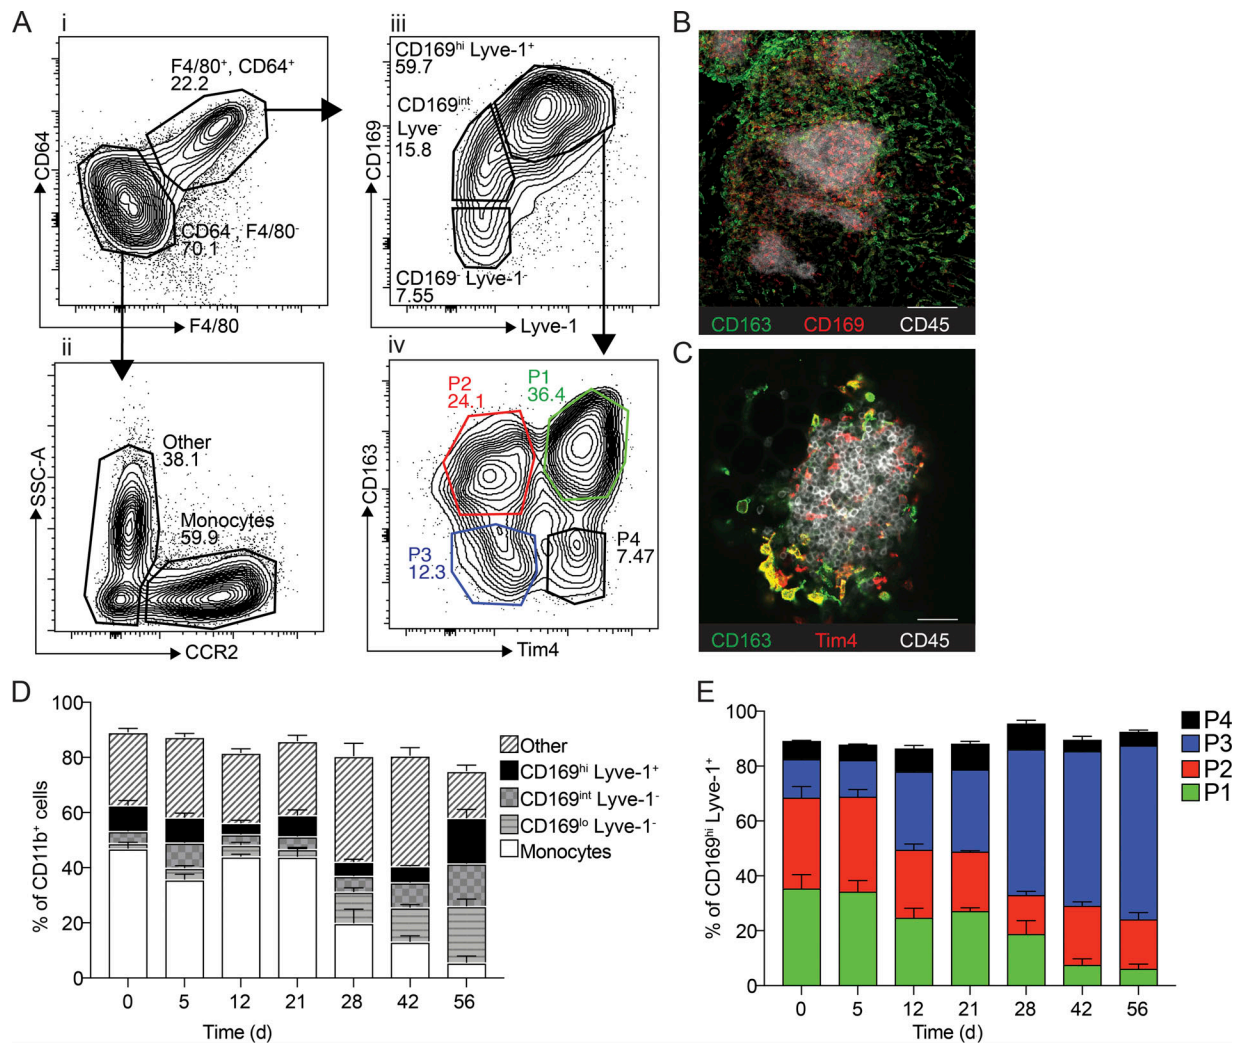 A
i
F4/80⁺, CD64⁺
22.2
CD64⁻, F4/80⁻
70.1
CD64
F4/80
iii
CD169ʰⁱ Lyve-1⁺
59.7
CD169ⁱⁿᵗ
Lyve⁻
15.8
CD169⁻ Lyve-1⁻
7.55
CD169
Lyve-1
ii
Other
38.1
Monocytes
59.9
SSC-A
CCR2
iv
P2
24.1
P1
36.4
P3
12.3
P4
7.47
CD163
Tim4
B
CD163 CD169 CD45
C
CD163 Tim4 CD45
D
% of CD11b⁺ cells
100
80
60
40
20
0
0 5 12 21 28 42 56
Time (d)
Other
CD169ʰⁱ Lyve-1⁺
CD169ⁱⁿᵗ Lyve-1⁻
CD169ˡᵒ Lyve-1⁻
Monocytes
E
% of CD169ʰⁱ Lyve-1⁺
100
80
60
40
20
0
0 5 12 21 28 42 56
Time (d)
P4
P3
P2
P1